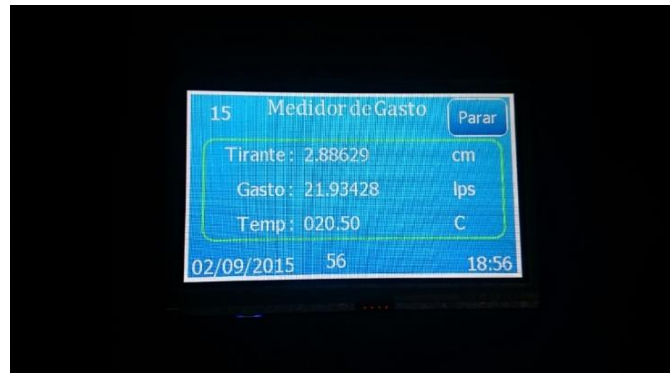 15 Medidor de Gasto Parar
Tirante: 2.88629 cm
Gasto: 21.93428 lps
Temp: 020.50 C
02/09/2015 56 18:56